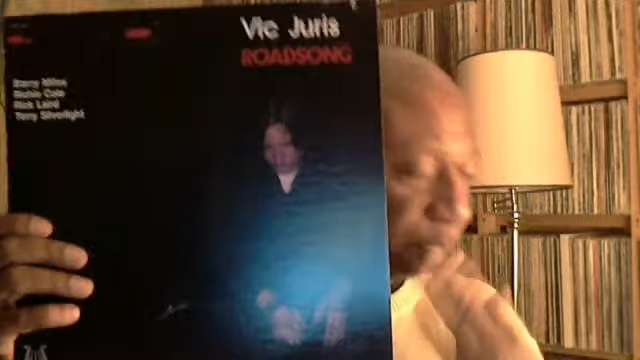 Vic Juris
ROADSONG
Barry Miles
Richie Cole
Rick Laird
Terry Silverlight